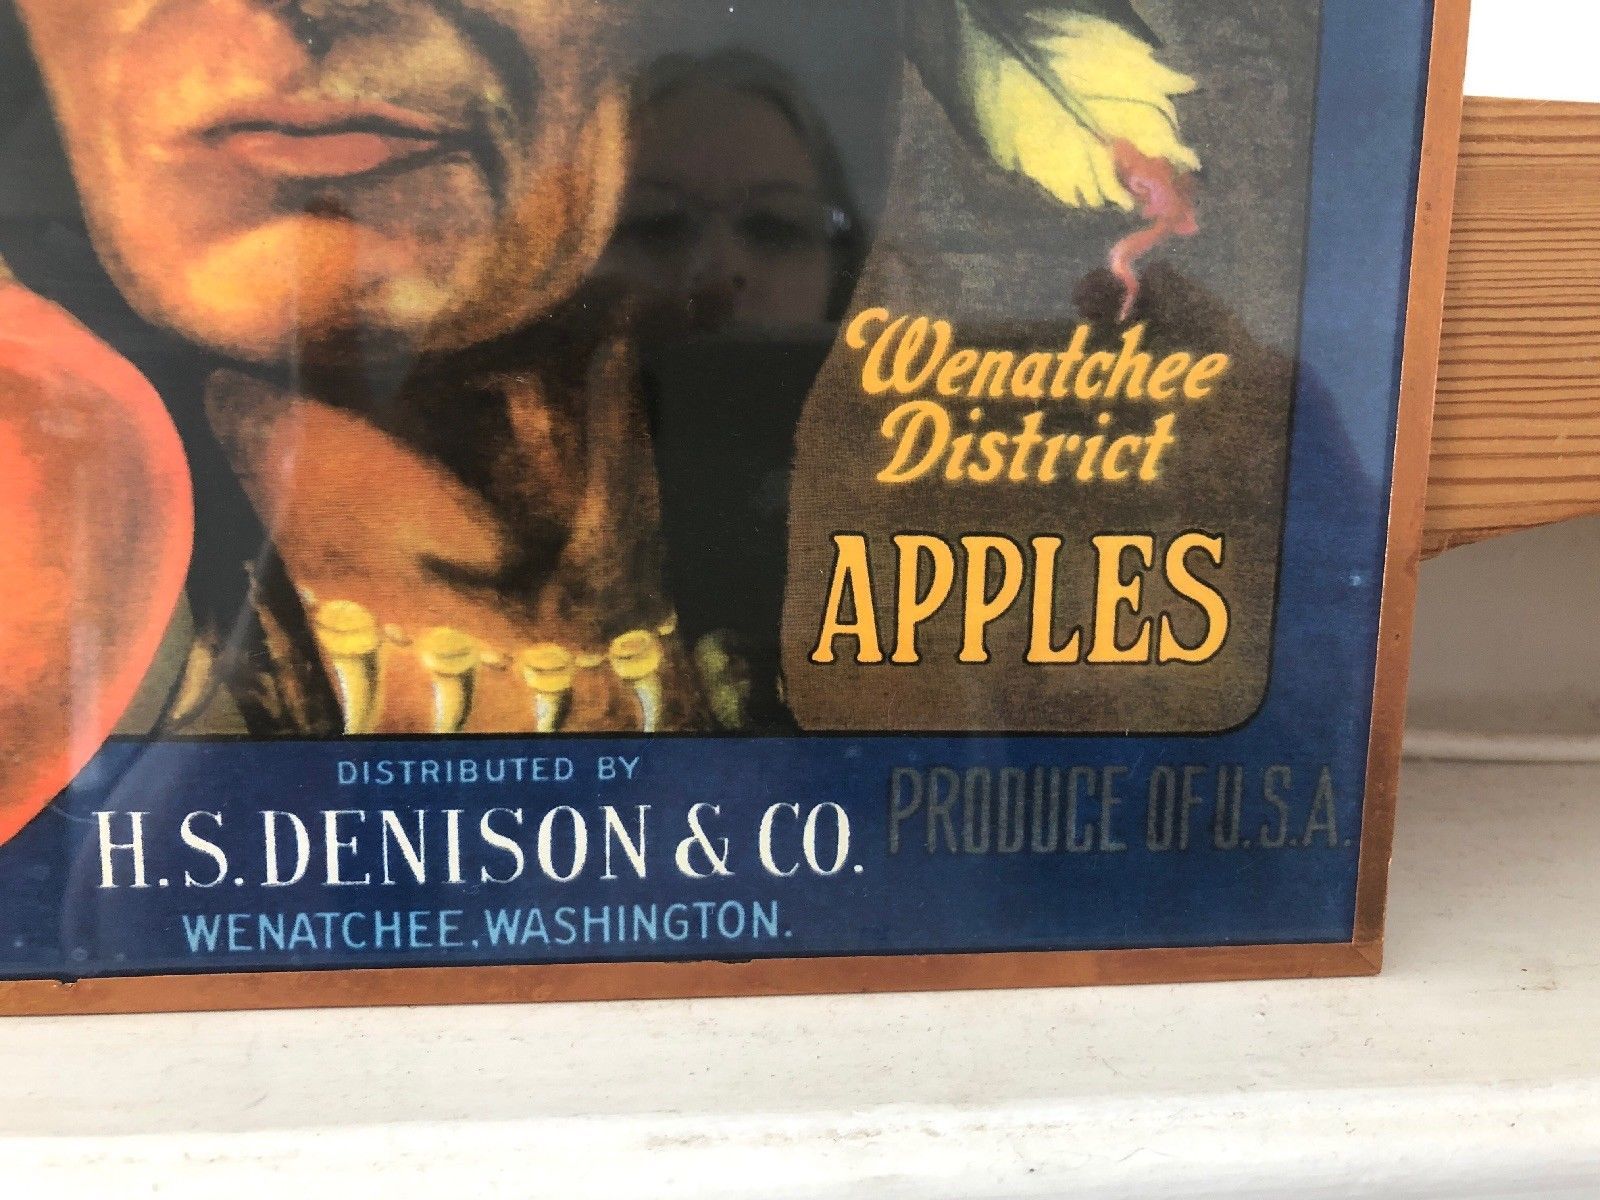 Wenatchee
District
APPLES
DISTRIBUTED BY
H.S. DENISON & CO.
PRODUCE OF U.S.A.
WENATCHEE, WASHINGTON.